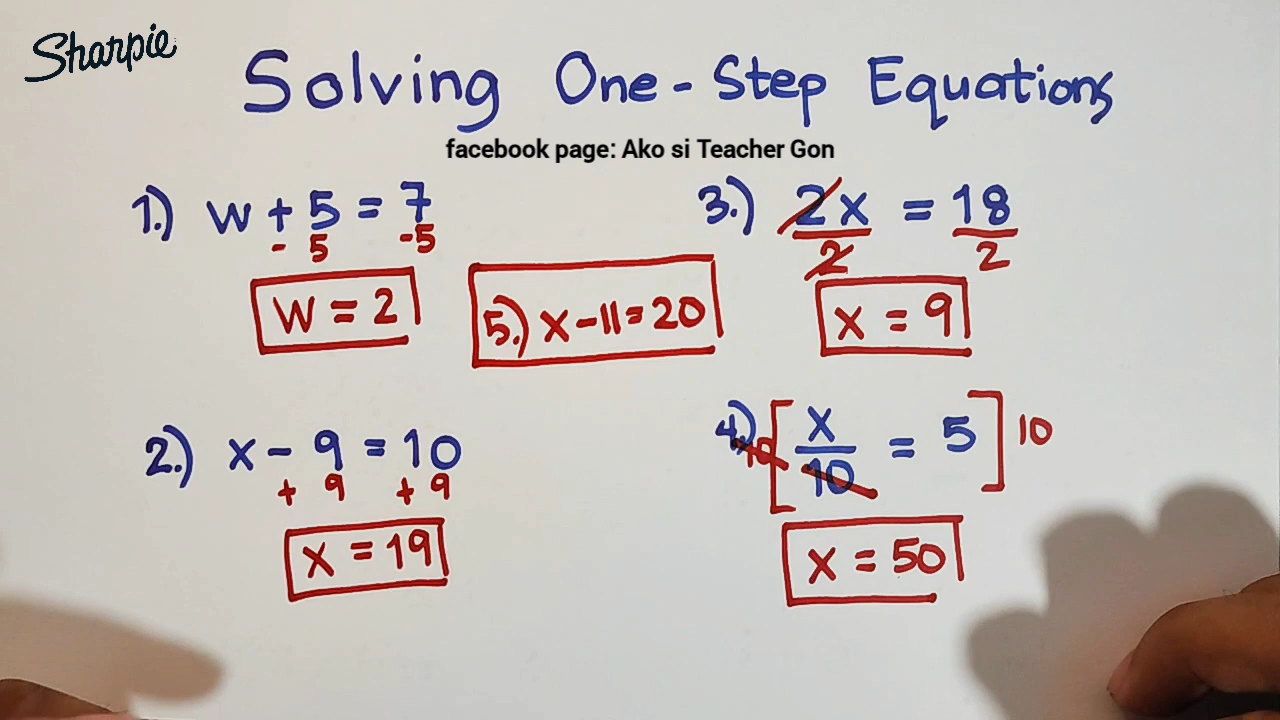 Sharpie
Solving One-Step Equations
facebook page: Ako si Teacher Gon
1.) w + 5 = 7
- 5 -5
w = 2
2.) x - 9 = 10
+ 9 + 9
x = 19
5.) x - 11 = 20
3.) 2x = 18
2 2
x = 9
4.) 10 [ x = 5 ] 10
10
x = 50